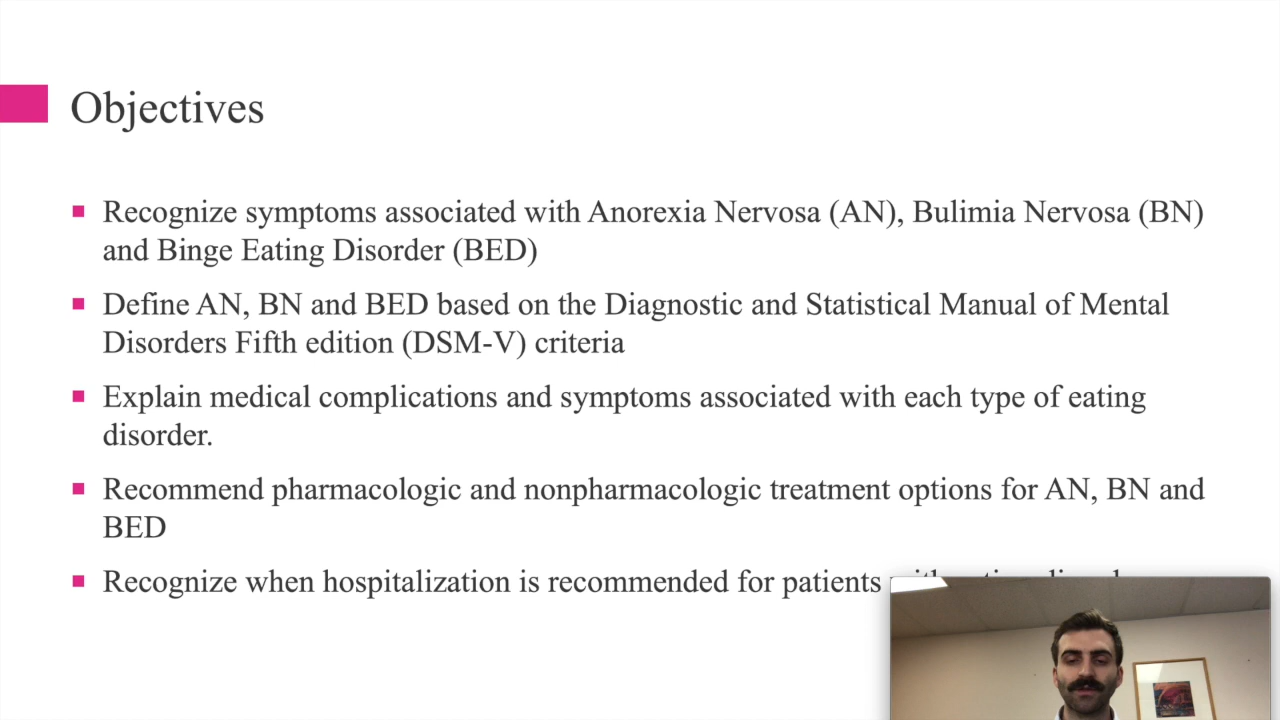 Objectives
Recognize symptoms associated with Anorexia Nervosa (AN), Bulimia Nervosa (BN)
and Binge Eating Disorder (BED)
Define AN, BN and BED based on the Diagnostic and Statistical Manual of Mental
Disorders Fifth edition (DSM-V) criteria
Explain medical complications and symptoms associated with each type of eating
disorder.
Recommend pharmacologic and nonpharmacologic treatment options for AN, BN and
BED
Recognize when hospitalization is recommended for patients